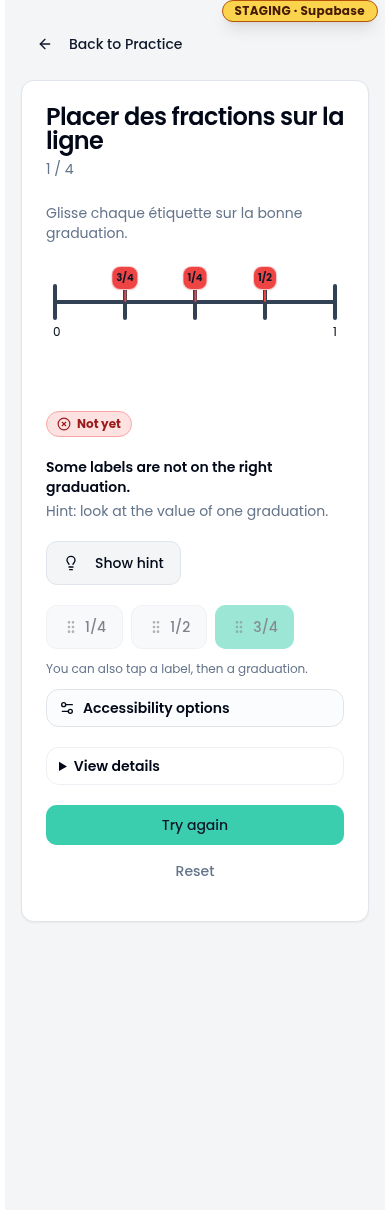 STAGING · Supabase
Back to Practice
Placer des fractions sur la
ligne
1 / 4
Glisse chaque étiquette sur la bonne
graduation.
3/4 1/4 1/2
0 1
Not yet
Some labels are not on the right
graduation.
Hint: look at the value of one graduation.
Show hint
1/4 1/2 3/4
You can also tap a label, then a graduation.
Accessibility options
View details
Try again
Reset